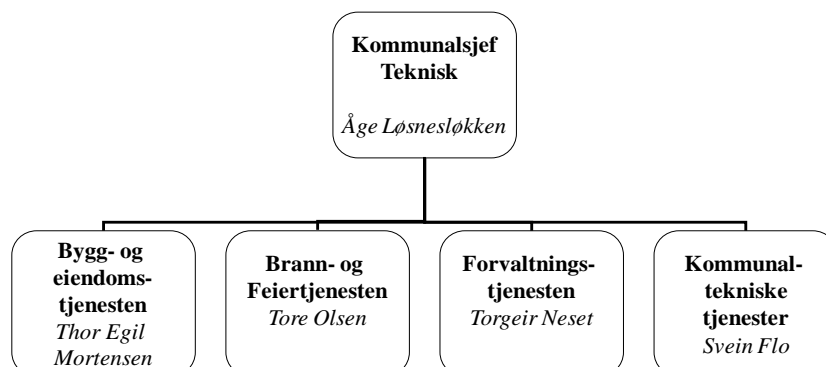 Kommunalsjef
Teknisk
Åge Løsnesløkken
Bygg- og
eiendoms-
tjenesten
Thor Egil
Mortensen
Brann- og
Feiertjenesten
Tore Olsen
Forvaltnings-
tjenesten
Torgeir Neset
Kommunal-
tekniske
tjenester
Svein Flo